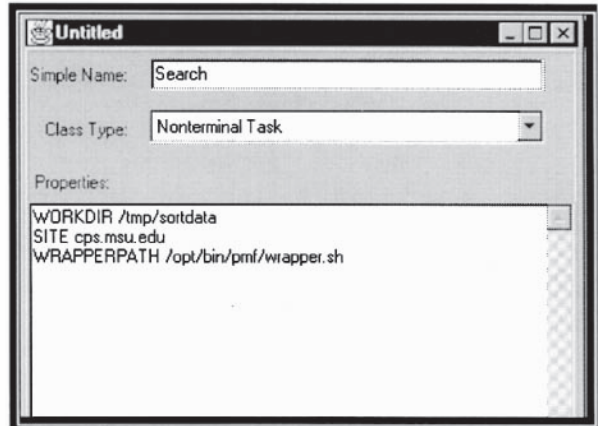 Untitled
Simple Name: Search
Class Type: Nonterminal Task
Properties:
WORKDIR /tmp/sortdata
SITE cps.msu.edu
WRAPPERPATH /opt/bin/pmf/wrapper.sh